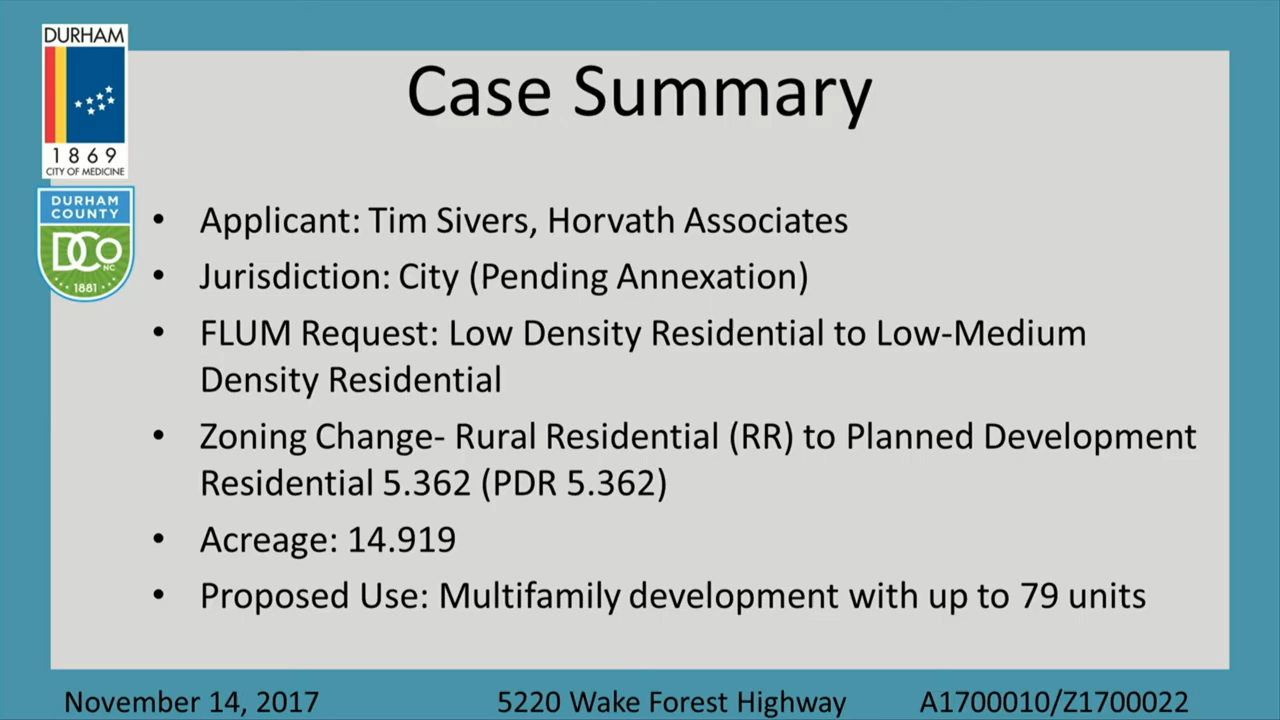 DURHAM
1869
CITY OF MEDICINE
DURHAM
COUNTY
DCo
NC
1881
Case Summary
• Applicant: Tim Sivers, Horvath Associates
• Jurisdiction: City (Pending Annexation)
• FLUM Request: Low Density Residential to Low-Medium
Density Residential
• Zoning Change- Rural Residential (RR) to Planned Development
Residential 5.362 (PDR 5.362)
• Acreage: 14.919
• Proposed Use: Multifamily development with up to 79 units
November 14, 2017
5220 Wake Forest Highway
A1700010/Z1700022